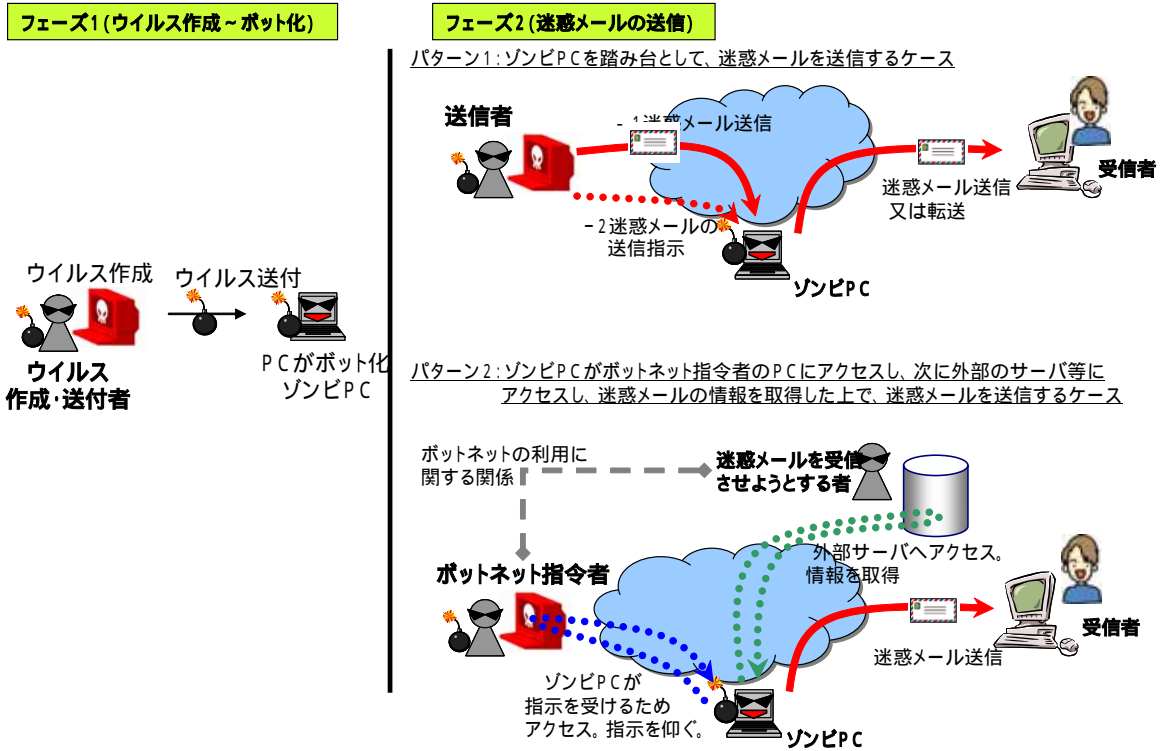 フェーズ1(ウイルス作成～ボット化)
ウイルス作成
ウイルス送付
ウイルス
作成・送付者
PCがボット化
ゾンビPC
フェーズ2(迷惑メールの送信)
パターン1:ゾンビPCを踏み台として、迷惑メールを送信するケース
送信者
-1迷惑メール送信
-2迷惑メールの
送信指示
ゾンビPC
迷惑メール送信
又は転送
受信者
パターン2:ゾンビPCがボットネット指令者のPCにアクセスし、次に外部のサーバ等に
アクセスし、迷惑メールの情報を取得した上で、迷惑メールを送信するケース
ボットネットの利用に
関する関係
迷惑メールを受信
させようとする者
外部サーバへアクセス。
情報を取得
ボットネット指令者
ゾンビPCが
指示を受けるため
アクセス。指示を仰ぐ。
ゾンビPC
迷惑メール送信
受信者